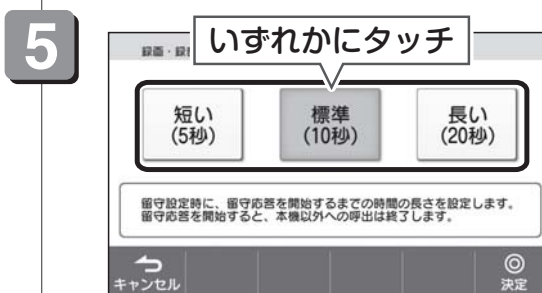 5
いずれかにタッチ
録画・録
短い
(5秒)
標準
(10秒)
長い
(20秒)
留守設定時に、留守応答を開始するまでの時間の長さを設定します。
留守応答を開始すると、本機以外への呼出は終了します。
キャンセル
決定